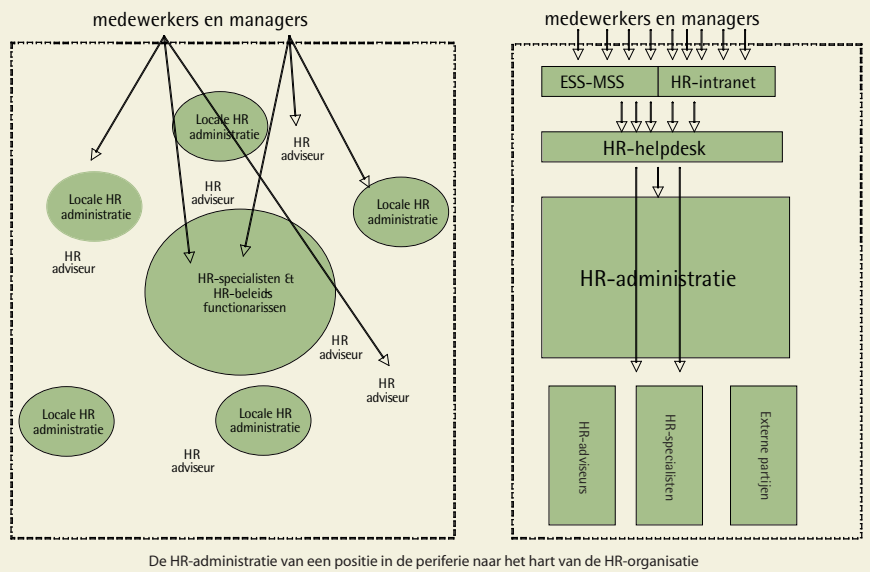 medewerkers en managers
Locale HR
administratie
HR
adviseur
Locale HR
administratie
HR
adviseur
Locale HR
administratie
HR
adviseur
HR-specialisten &
HR-beleids
functionarissen
HR
adviseur
HR
adviseur
Locale HR
administratie
Locale HR
administratie
HR
adviseur
medewerkers en managers
ESS-MSS
HR-intranet
HR-helpdesk
HR-administratie
HR-adviseurs
HR-specialisten
Externe partijen
De HR-administratie van een positie in de periferie naar het hart van de HR-organisatie